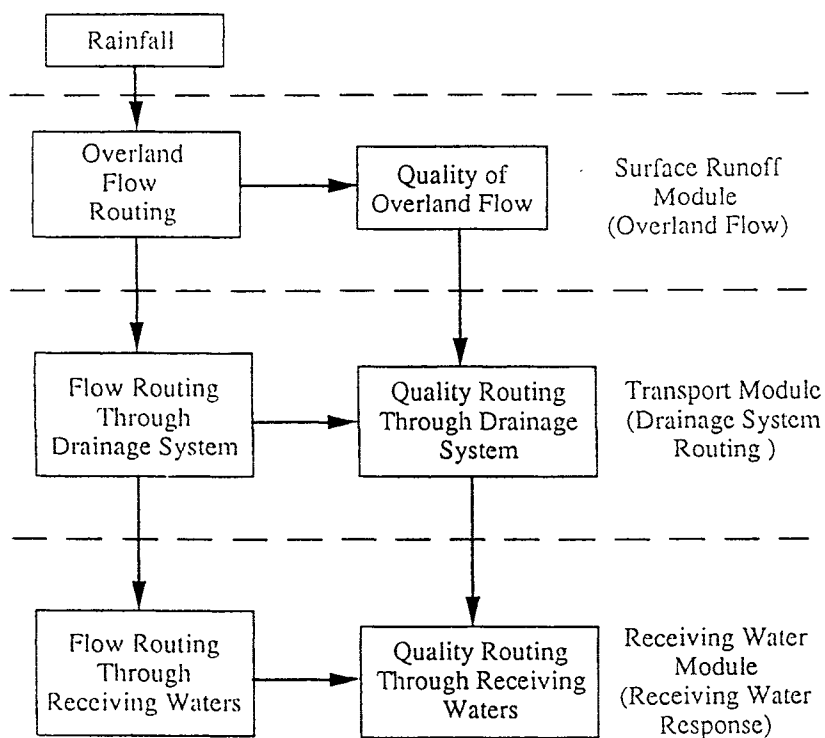 Rainfall
Overland
Flow
Routing
Quality of
Overland Flow
Surface Runoff
Module
(Overland Flow)
Flow Routing
Through
Drainage System
Quality Routing
Through Drainage
System
Transport Module
(Drainage System
Routing )
Flow Routing
Through
Receiving Waters
Quality Routing
Through Receiving
Waters
Receiving Water
Module
(Receiving Water
Response)